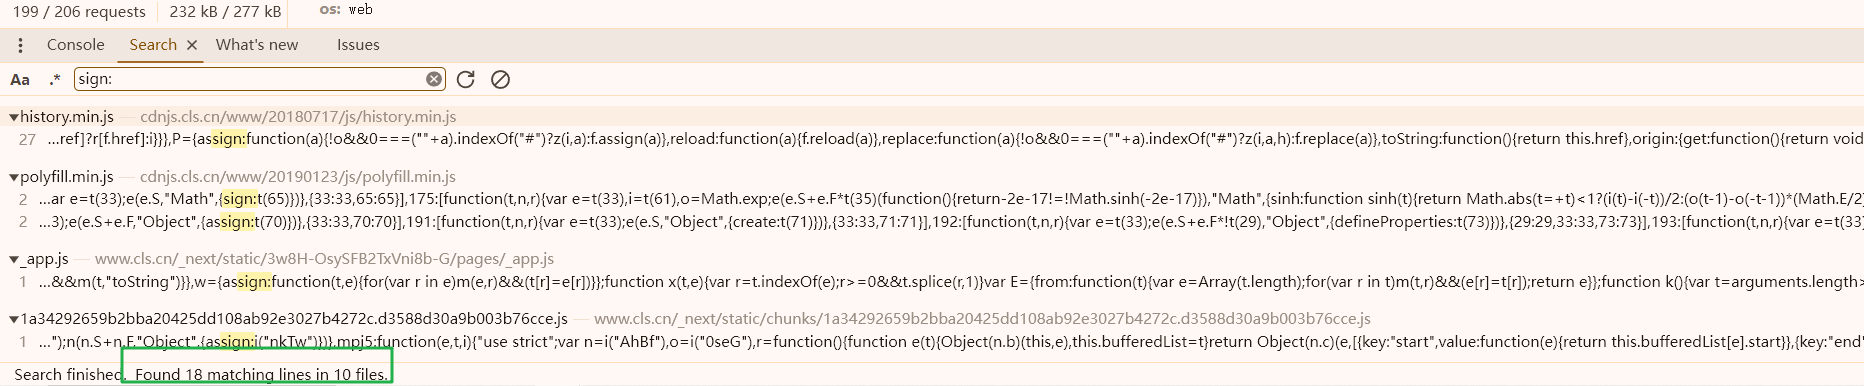 199 / 206 requests 232 kB / 277 kB os: web
Console Search What's new Issues
Aa .* sign:
history.min.js — cdnjs.cls.cn/www/20180717/js/history.min.js
27 ...ref]?r[f.href]:i}}},P={assign:function(a){!o&&0===(""+a).indexOf("#")?z(i,a):f.assign(a)},reload:function(a){f.reload(a)},replace:function(a){!o&&0===(""+a).indexOf("#")?z(i,a,h):f.replace(a)},toString:function(){return this.href},origin:{get:function(){return void
polyfill.min.js — cdnjs.cls.cn/www/20190123/js/polyfill.min.js
2 ...ar e=t(33);e(e.S,"Math",{sign:t(65)})},{33:33,65:65}],175:[function(t,n,r){var e=t(33),i=t(61),o=Math.exp;e(e.S+e.F*t(35)(function(){return-2e-17!=!Math.sinh(-2e-17)}),"Math",{sinh:function sinh(t){return Math.abs(t=+t)<1?(i(t)-i(-t))/2:(o(t-1)-o(-t-1))*(Math.E/2)
2 ...3);e(e.S+e.F,"Object",{assign:t(70)})},{33:33,70:70}],191:[function(t,n,r){var e=t(33);e(e.S,"Object",{create:t(71)})},{33:33,71:71}],192:[function(t,n,r){var e=t(33);e(e.S+e.F*!t(29),"Object",{defineProperties:t(73)})},{29:29,33:33,73:73}],193:[function(t,n,r){var e=t(33)
_app.js — www.cls.cn/_next/static/3w8H-OsySFB2TxVni8b-G/pages/_app.js
1 ...&&m(t,"toString")}},w={assign:function(t,e){for(var r in e)m(e,r)&&(t[r]=e[r])}};function x(t,e){var r=t.indexOf(e);r>=0&&t.splice(r,1)}var E={from:function(t){var e=Array(t.length);for(var r in t)m(t,r)&&(e[r]=t[r]);return e}};function k(){var t=arguments.length>
1a34292659b2bba20425dd108ab92e3027b4272c.d3588d30a9b003b76cce.js — www.cls.cn/_next/static/chunks/1a34292659b2bba20425dd108ab92e3027b4272c.d3588d30a9b003b76cce.js
1 ...");n(n.S+n.F,"Object",{assign:i("nkTw")})},mpj5:function(e,t,i){"use strict";var n=i("AhBf"),o=i("0seG"),r=function(){function e(t){Object(n.b)(this,e),this.bufferedList=t}return Object(n.c)(e,[{key:"start",value:function(e){return this.bufferedList[e].start}},{key:"end"
Search finished. Found 18 matching lines in 10 files.